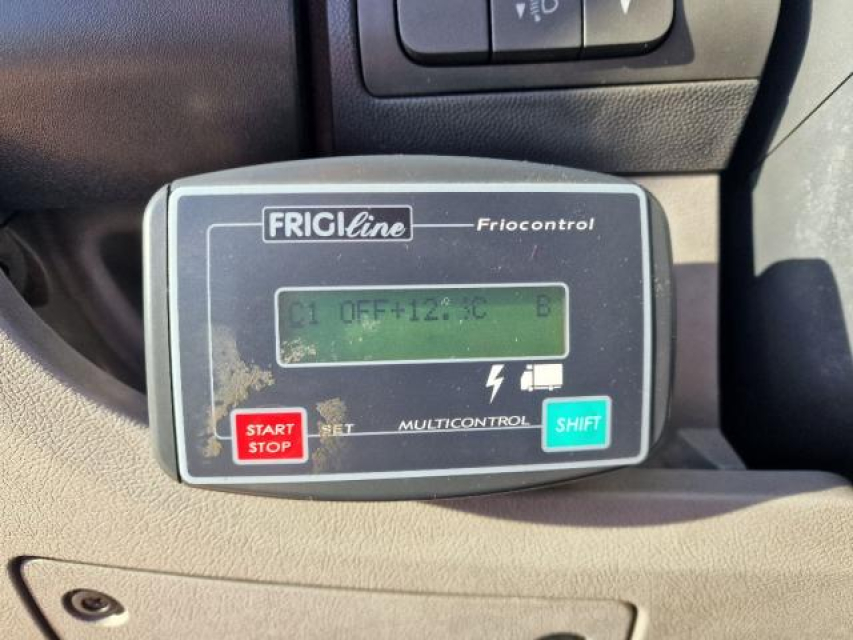 FRIGIline
Friocontrol
C1 OFF+12. C B
START
STOP
SET
MULTICONTROL
SHIFT